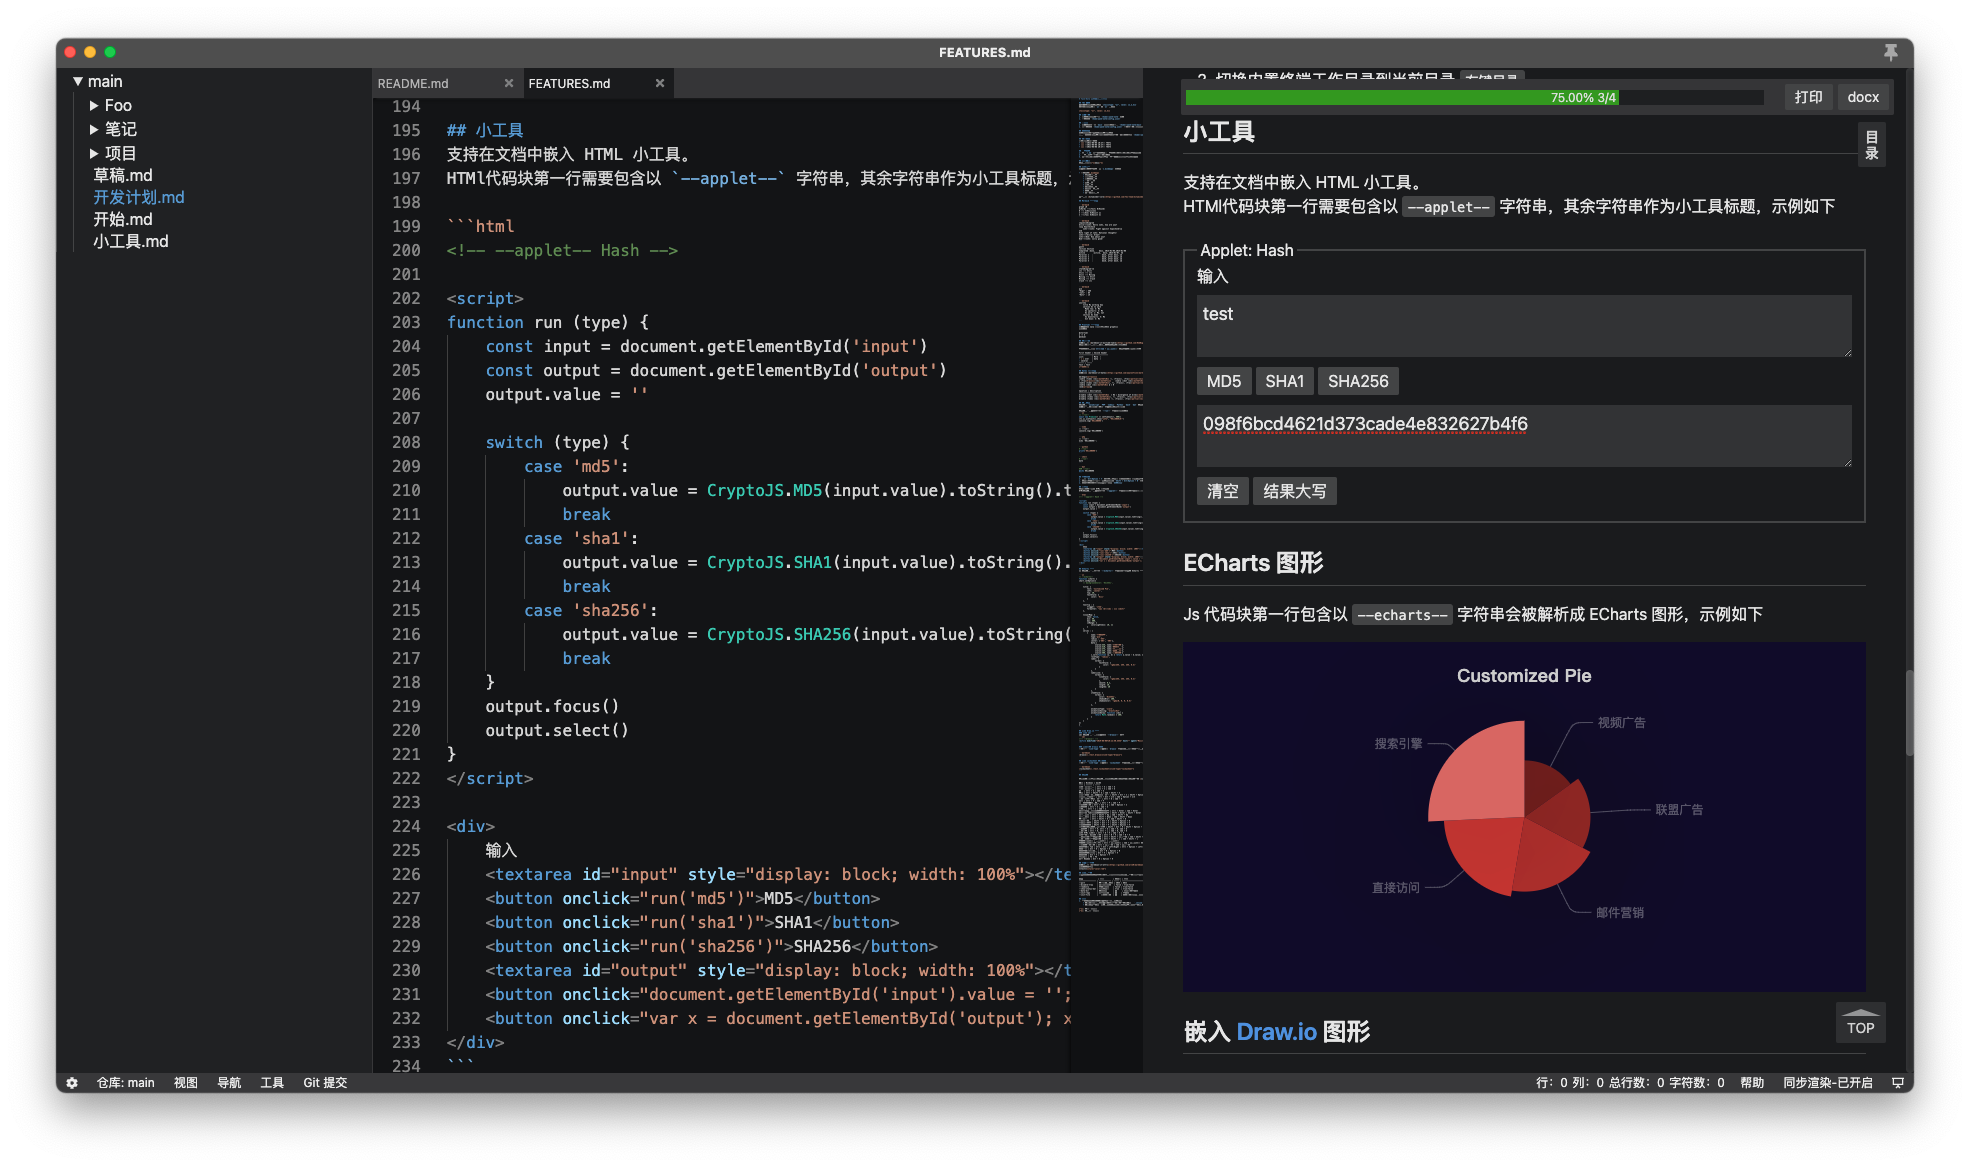 FEATURES.md
main
Foo
笔记
项目
草稿.md
开发计划.md
开始.md
小工具.md
README.md
FEATURES.md
194
195 ## 小工具
196 支持在文档中嵌入 HTML 小工具。
197 HTMl代码块第一行需要包含以 `--applet--` 字符串，其余字符串作为小工具标题，
198
199 ```html
200 <!-- --applet-- Hash -->
201
202 <script>
203 function run (type) {
204 const input = document.getElementById('input')
205 const output = document.getElementById('output')
206 output.value = ''
207
208 switch (type) {
209 case 'md5':
210 output.value = CryptoJS.MD5(input.value).toString().t
211 break
212 case 'sha1':
213 output.value = CryptoJS.SHA1(input.value).toString().
214 break
215 case 'sha256':
216 output.value = CryptoJS.SHA256(input.value).toString(
217 break
218 }
219 output.focus()
220 output.select()
221 }
222 </script>
223
224 <div>
225 输入
226 <textarea id="input" style="display: block; width: 100%"></te
227 <button onclick="run('md5')">MD5</button>
228 <button onclick="run('sha1')">SHA1</button>
229 <button onclick="run('sha256')">SHA256</button>
230 <textarea id="output" style="display: block; width: 100%"></t
231 <button onclick="document.getElementById('input').value = '';
232 <button onclick="var x = document.getElementById('output'); x
233 </div>
234 ```
切换内置终端工作目录到当前目录 右键目录
75.00% 3/4
打印 docx
目录
小工具
支持在文档中嵌入 HTML 小工具。
HTMl代码块第一行需要包含以 --applet-- 字符串，其余字符串作为小工具标题，示例如下
Applet: Hash
输入
test
MD5 SHA1 SHA256
098f6bcd4621d373cade4e832627b4f6
清空 结果大写
ECharts 图形
Js 代码块第一行包含以 --echarts-- 字符串会被解析成 ECharts 图形，示例如下
Customized Pie
视频广告
搜索引擎
联盟广告
直接访问
邮件营销
TOP
嵌入 Draw.io 图形
仓库: main 视图 导航 工具 Git 提交
行：0 列：0 总行数：0 字符数：0 帮助 同步渲染-已开启